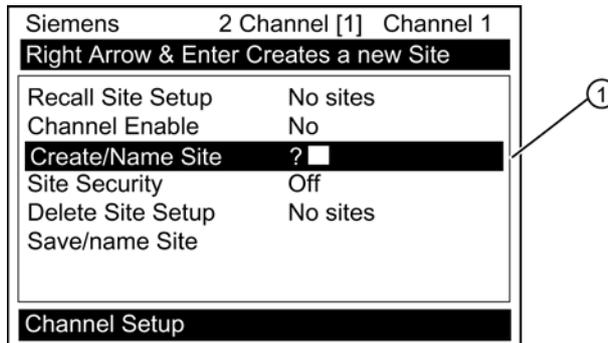 Siemens 2 Channel [1] Channel 1
Right Arrow & Enter Creates a new Site
Recall Site Setup No sites
Channel Enable No
Create/Name Site ?
Site Security Off
Delete Site Setup No sites
Save/name Site
Channel Setup
1